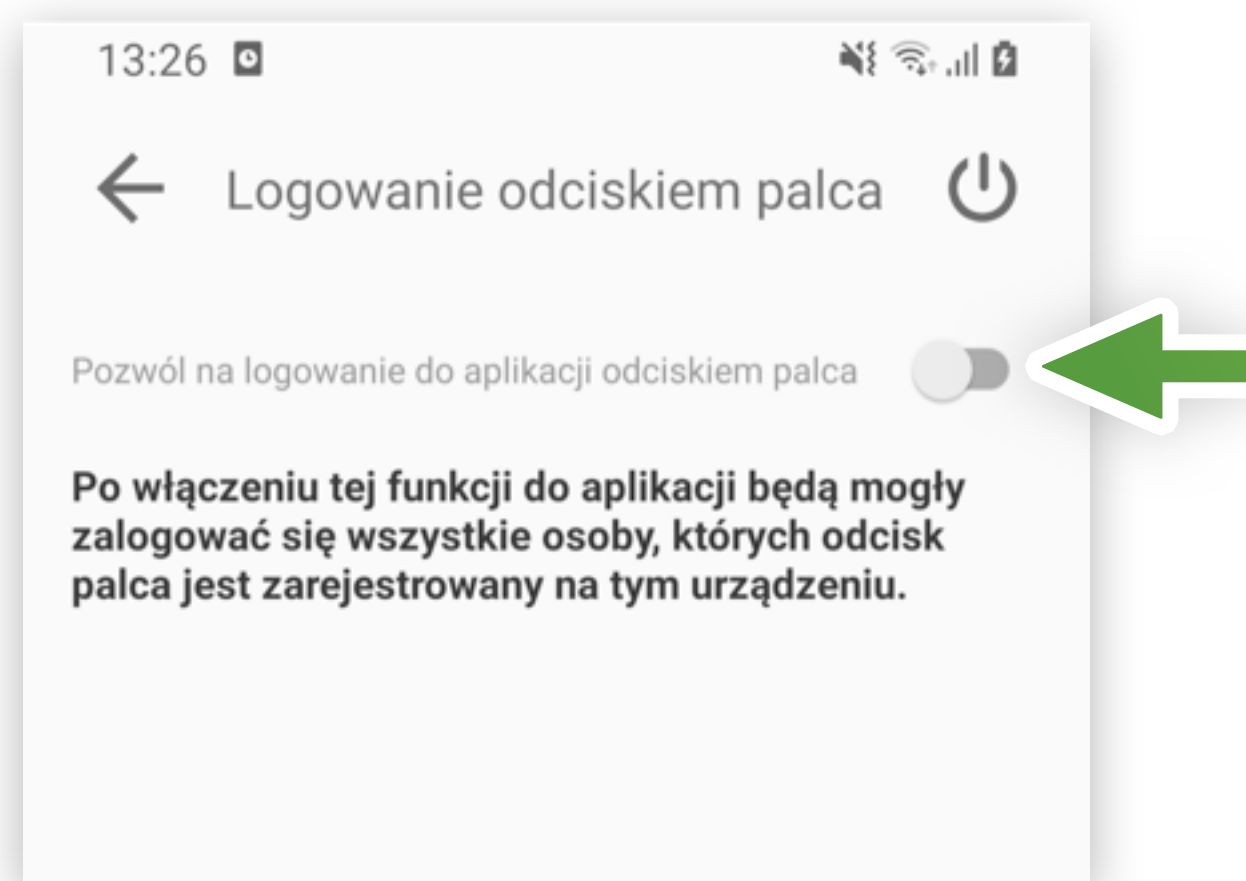 13:26
Logowanie odciskiem palca
Pozwól na logowanie do aplikacji odciskiem palca
Po włączeniu tej funkcji do aplikacji będą mogły
zalogować się wszystkie osoby, których odcisk
palca jest zarejestrowany na tym urządzeniu.